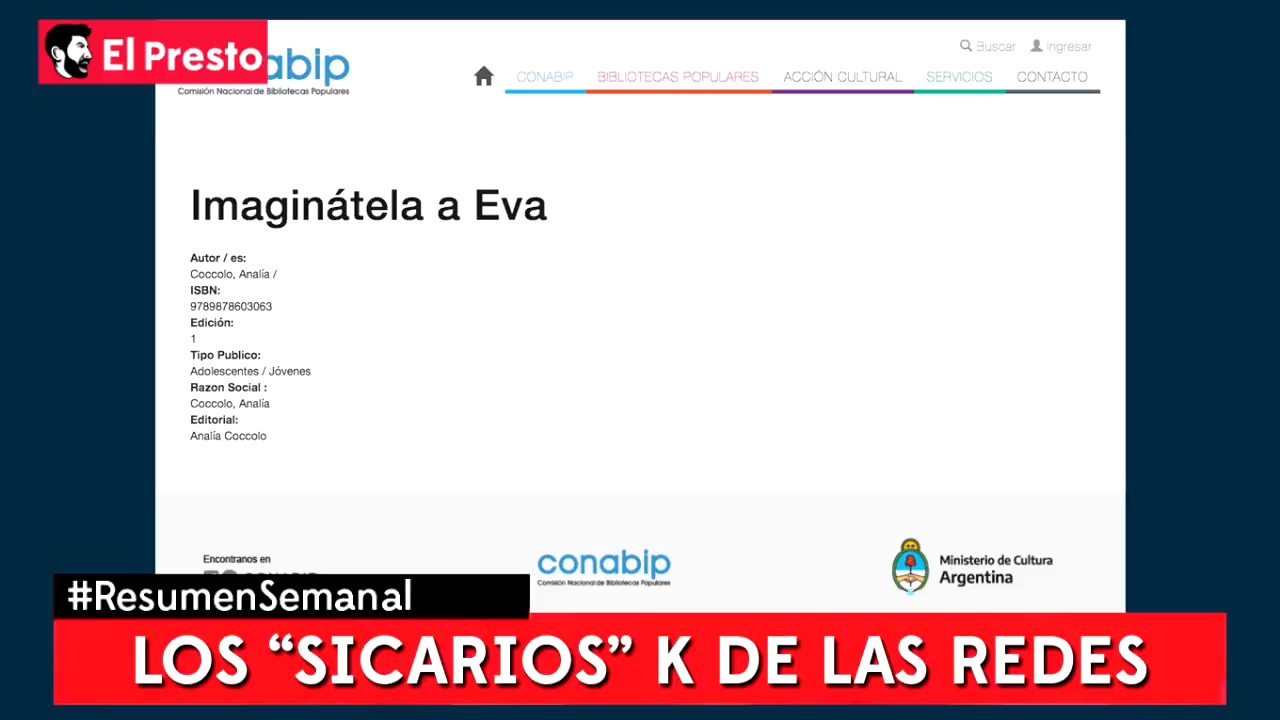 El Presto
abip
Comisión Nacional de Bibliotecas Populares
Buscar
Ingresar
CONABIP
BIBLIOTECAS POPULARES
ACCIÓN CULTURAL
SERVICIOS
CONTACTO
Imaginátela a Eva
Autor / es:
Coccolo, Analía /
ISBN:
9789878603063
Edición:
1
Tipo Publico:
Adolescentes / Jóvenes
Razon Social :
Coccolo, Analía
Editorial:
Analía Coccolo
Encontranos en
conabip
Comisión Nacional de Bibliotecas Populares
Ministerio de Cultura
Argentina
#ResumenSemanal
LOS “SICARIOS” K DE LAS REDES